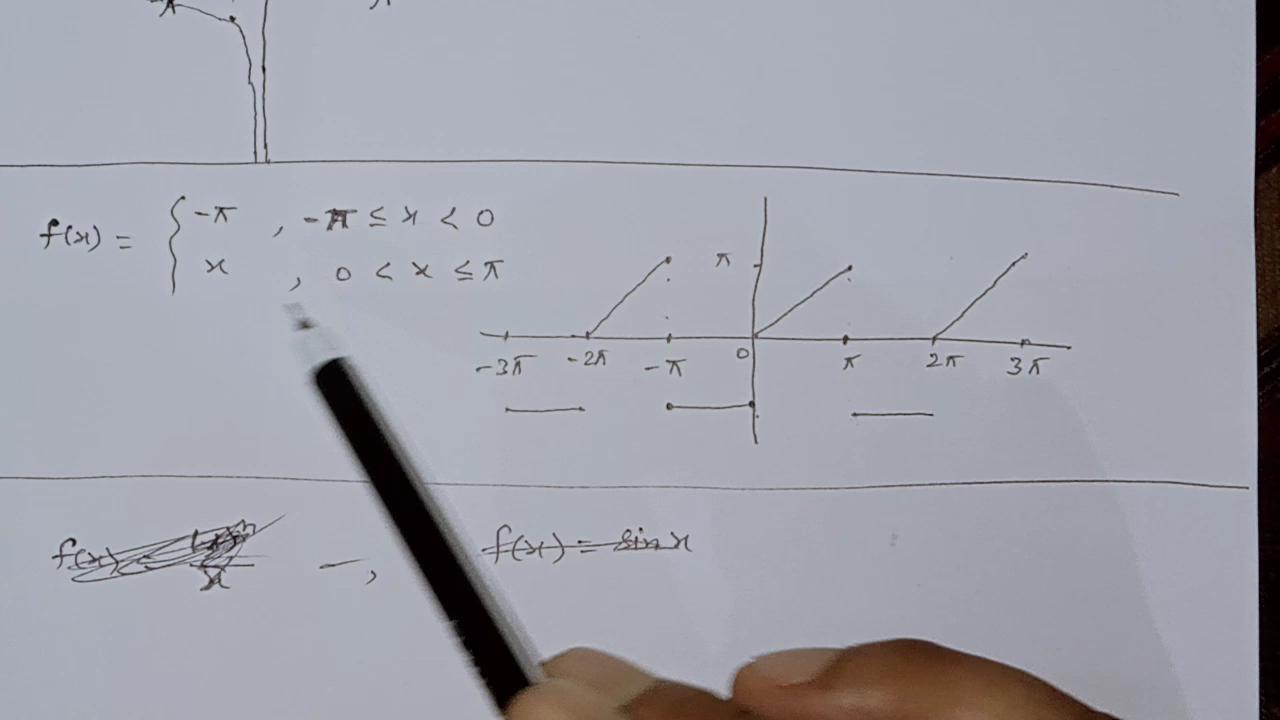 f(x) = { -π , -π ≤ x < 0
x , 0 < x ≤ π
π
-3π -2π -π 0 π 2π 3π
f(x) — , f(x) = sin x